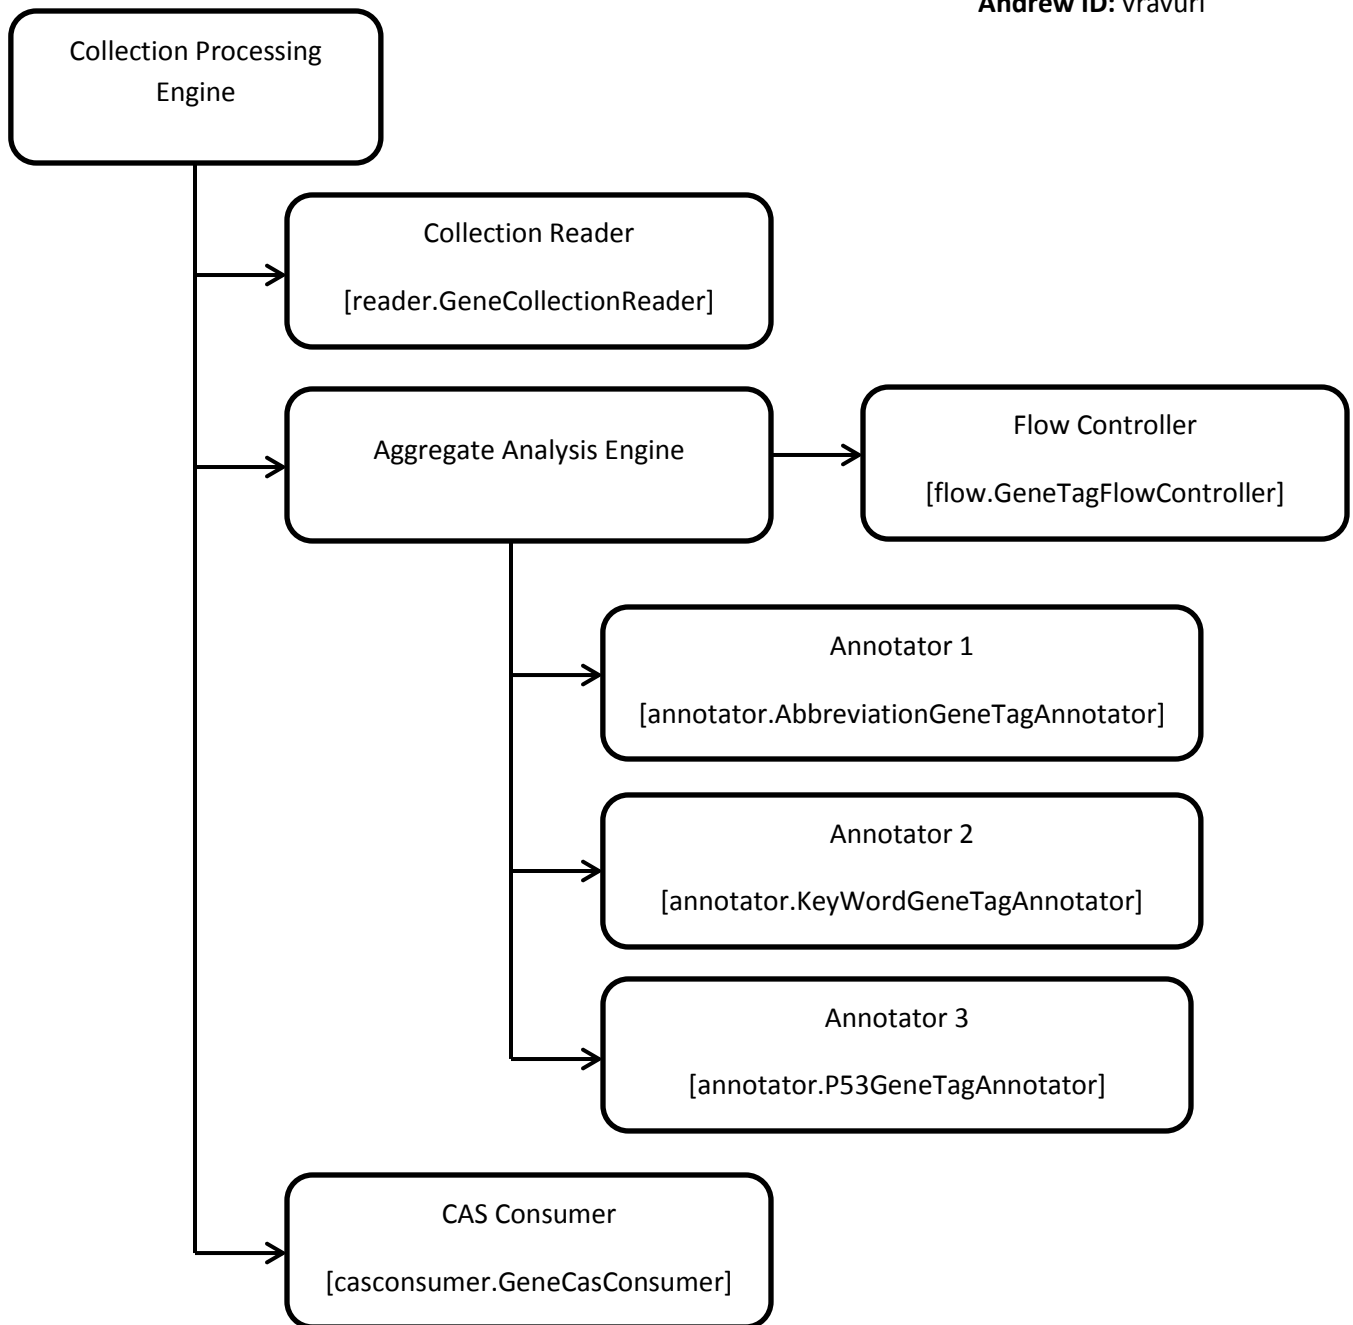 Andrew ID: vravuri
Collection Processing
Engine
Collection Reader
[reader.GeneCollectionReader]
Aggregate Analysis Engine
Flow Controller
[flow.GeneTagFlowController]
Annotator 1
[annotator.AbbreviationGeneTagAnnotator]
Annotator 2
[annotator.KeyWordGeneTagAnnotator]
Annotator 3
[annotator.P53GeneTagAnnotator]
CAS Consumer
[casconsumer.GeneCasConsumer]